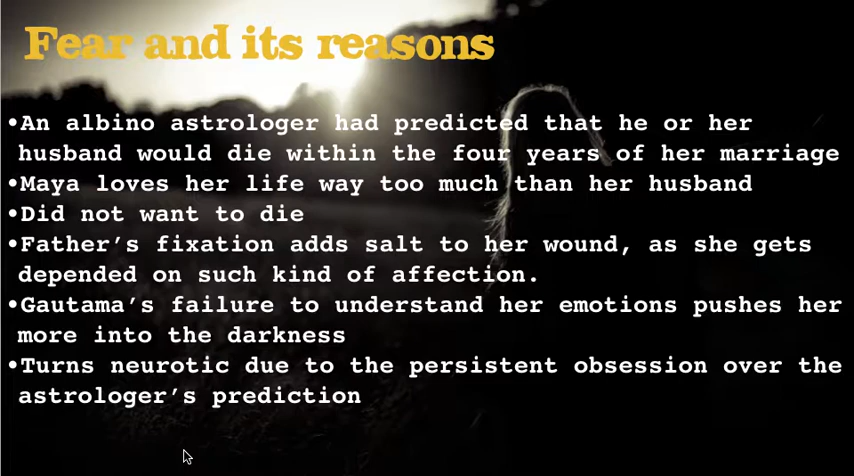 Fear and its reasons
•An albino astrologer had predicted that he or her
husband would die within the four years of her marriage
•Maya loves her life way too much than her husband
•Did not want to die
•Father’s fixation adds salt to her wound, as she gets
depended on such kind of affection.
•Gautama’s failure to understand her emotions pushes her
more into the darkness
•Turns neurotic due to the persistent obsession over the
astrologer’s prediction